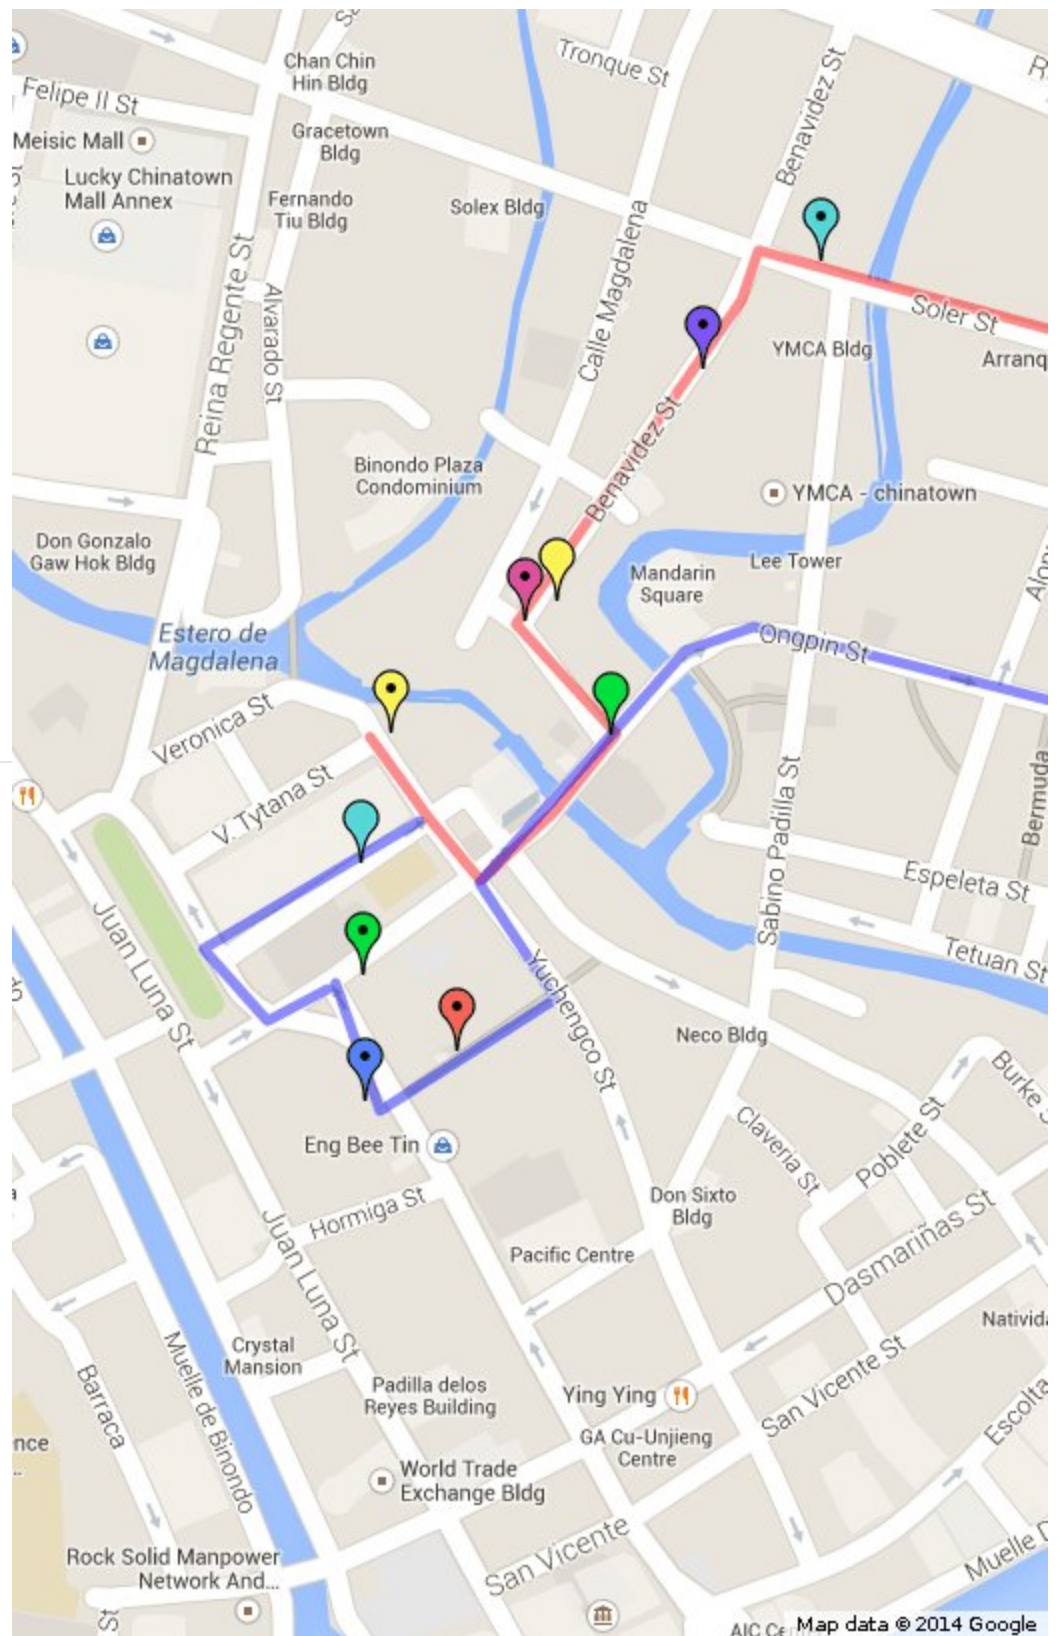 Chan Chin
Hin Bldg
Tronque St
Felipe II St
Gracetown
Bldg
Benavidez St
Meisic Mall
Lucky Chinatown
Mall Annex
Fernando
Tiu Bldg
Solex Bldg
Calle Magdalena
Reina Regente St
Alvarado St
Soler St
YMCA Bldg
Arranq
Benavidez St
Binondo Plaza
Condominium
YMCA - chinatown
Don Gonzalo
Gaw Hok Bldg
Lee Tower
Mandarin
Square
Estero de
Magdalena
Ongpin St
Veronica St
V. Tytana St
Sabino Padilla St
Bermuda
Espeleta St
Juan Luna St
Tetuan St
Yuchengco St
Neco Bldg
Burke S
Claveria St
Poblete St
Eng Bee Tin
Hormiga St
Don Sixto
Bldg
Juan Luna St
Pacific Centre
Dasmariñas St
Nativida
Crystal
Mansion
Muelle de Binondo
Barraca
Padilla delos
Reyes Building
Ying Ying
San Vicente St
Escolta
GA Cu-Unjieng
Centre
nce
...
World Trade
Exchange Bldg
San Vicente
Rock Solid Manpower
Network And...
Muelle D
Map data © 2014 Google